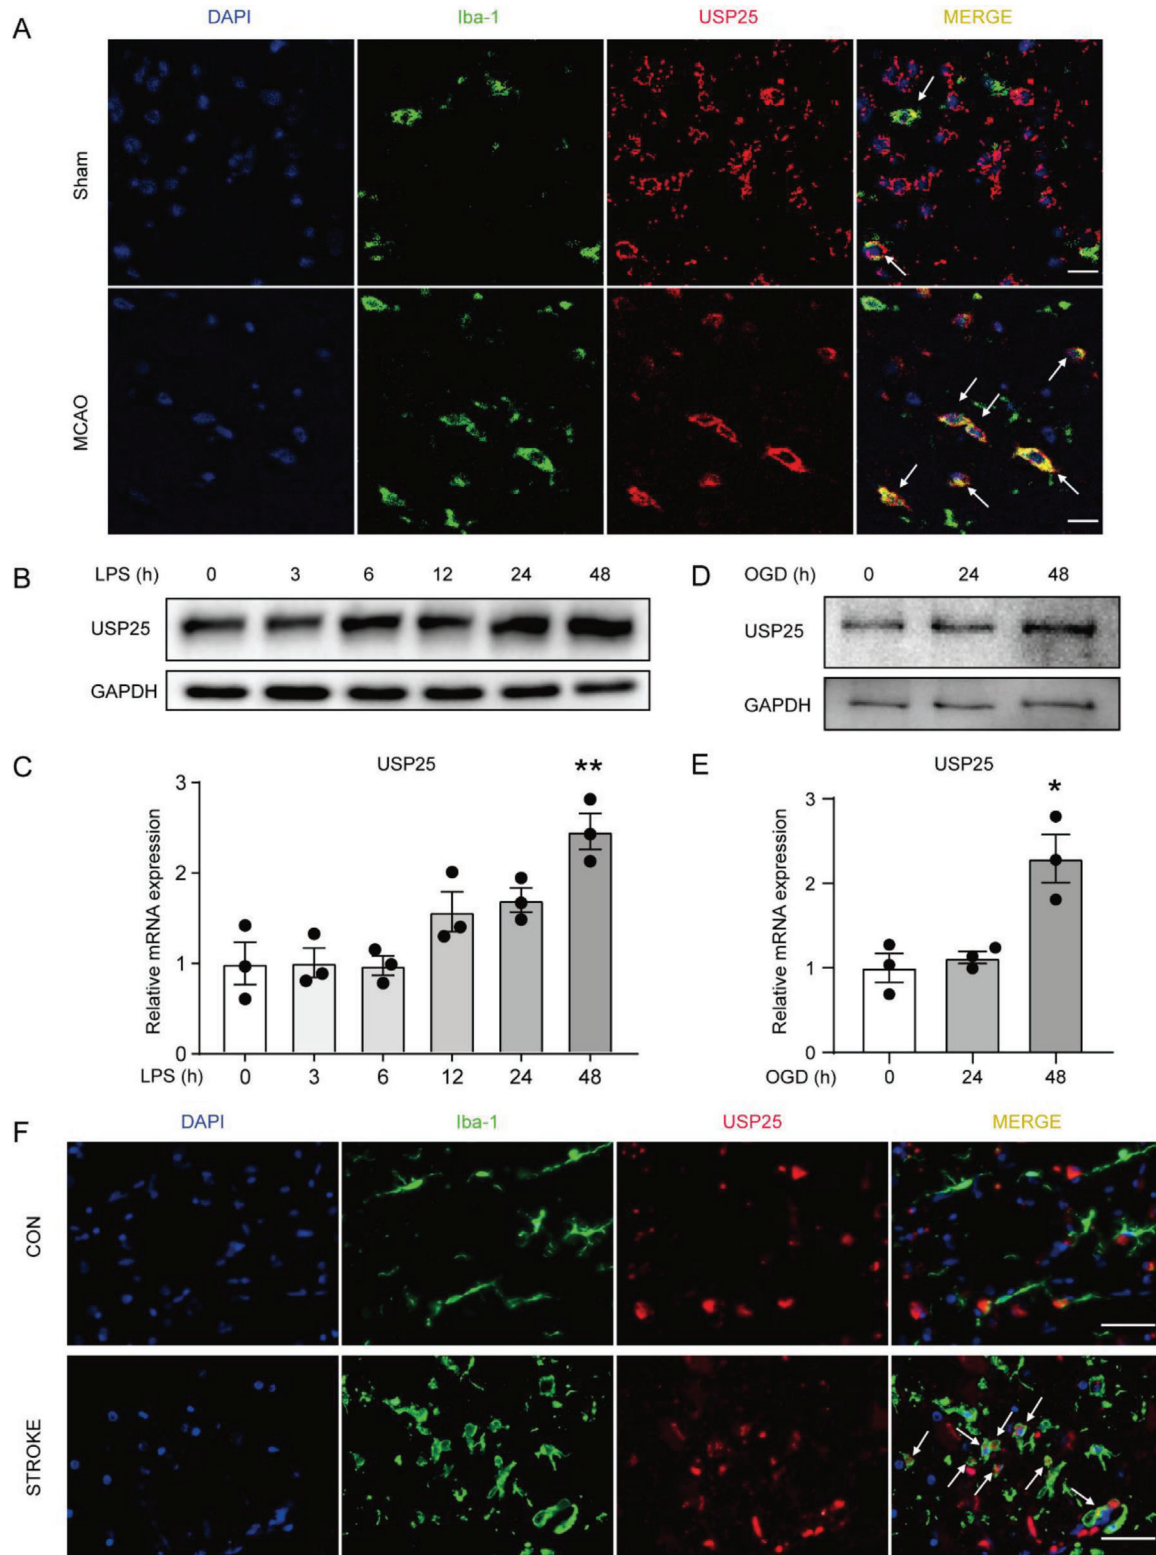 A
DAPI Iba-1 USP25 MERGE
Sham
MCAO
B
LPS (h) 0 3 6 12 24 48
USP25
GAPDH
D
OGD (h) 0 24 48
USP25
GAPDH
C
USP25
Relative mRNA expression
3
2
1
0
**
LPS (h) 0 3 6 12 24 48
E
USP25
Relative mRNA expression
3
2
1
0
*
OGD (h) 0 24 48
F
DAPI Iba-1 USP25 MERGE
CON
STROKE